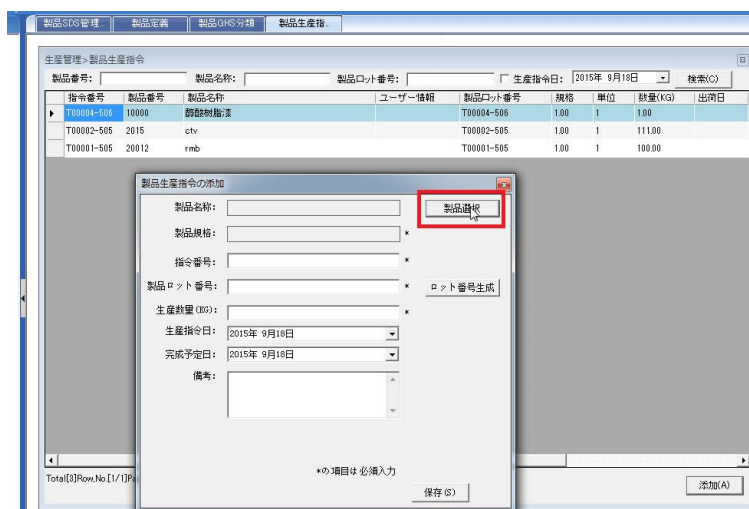 製品SDS管理.. 製品定義 製品GHS分類 製品生産指..
生産管理>製品生産指令
製品番号: 製品名称: 製品ロット番号: 生産指令日: 2015年 9月18日 検索(C)
指令番号 製品番号 製品名称 ユーザー情報 製品ロット番号 規格 単位 数量(KG) 出荷日
T00004-506 10000 醇酸树脂漆 T00004-506 1.00 1 1.00
T00002-505 2015 ctv T00002-505 1.00 1 111.00
T00001-505 20012 rmb T00001-505 1.00 1 100.00
製品生産指令の添加
製品名称: 製品選択
製品規格: *
指令番号: *
製品ロット番号: * ロット番号生成
生産数量(KG): *
生産指令日: 2015年 9月18日
完成予定日: 2015年 9月18日
備考:
*の項目は必須入力
保存(S)
Total[3]Row,No.[1/1]Pa
添加(A)